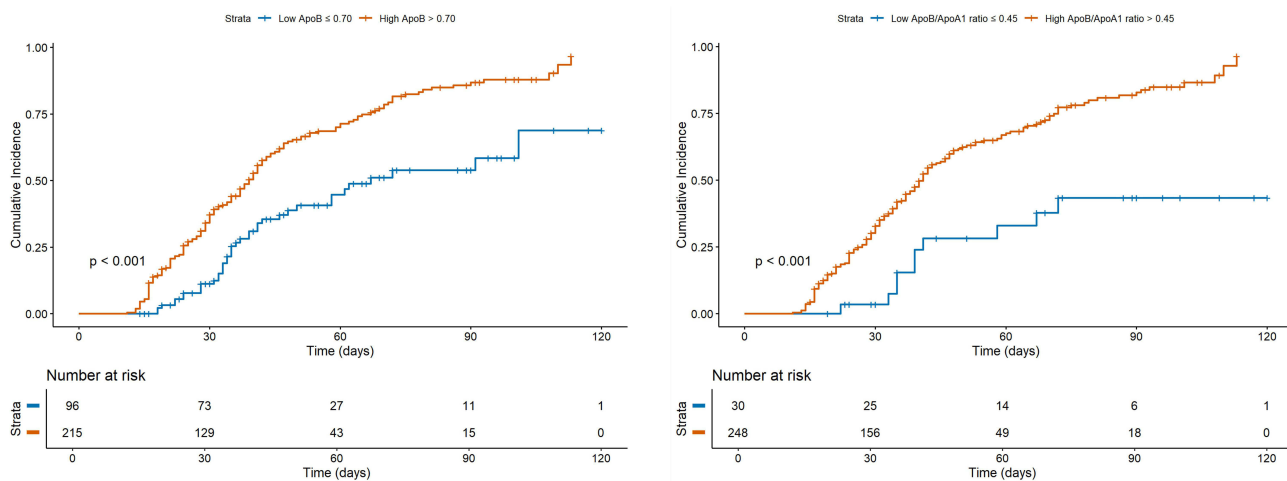 Strata Low ApoB ≤ 0.70 High ApoB > 0.70
1.00
0.75
0.50
0.25
0.00
Cumulative Incidence
p < 0.001
0 30 60 90 120
Time (days)
Number at risk
Strata
96 73 27 11 1
215 129 43 15 0
0 30 60 90 120
Time (days)
Strata Low ApoB/ApoA1 ratio ≤ 0.45 High ApoB/ApoA1 ratio > 0.45
1.00
0.75
0.50
0.25
0.00
Cumulative Incidence
p < 0.001
0 30 60 90 120
Time (days)
Number at risk
Strata
30 25 14 6 1
248 156 49 18 0
0 30 60 90 120
Time (days)